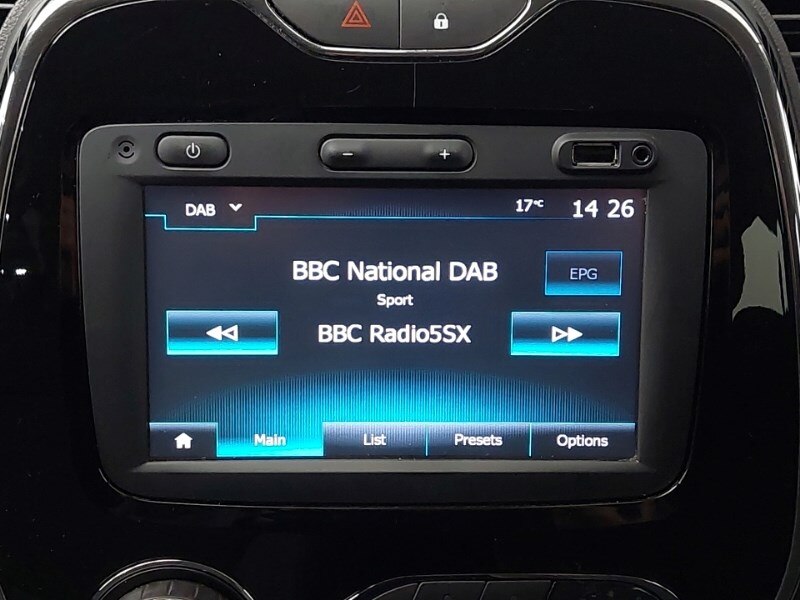 DAB 17°C 14 26
BBC National DAB
EPG
Sport
BBC Radio5SX
Main List Presets Options